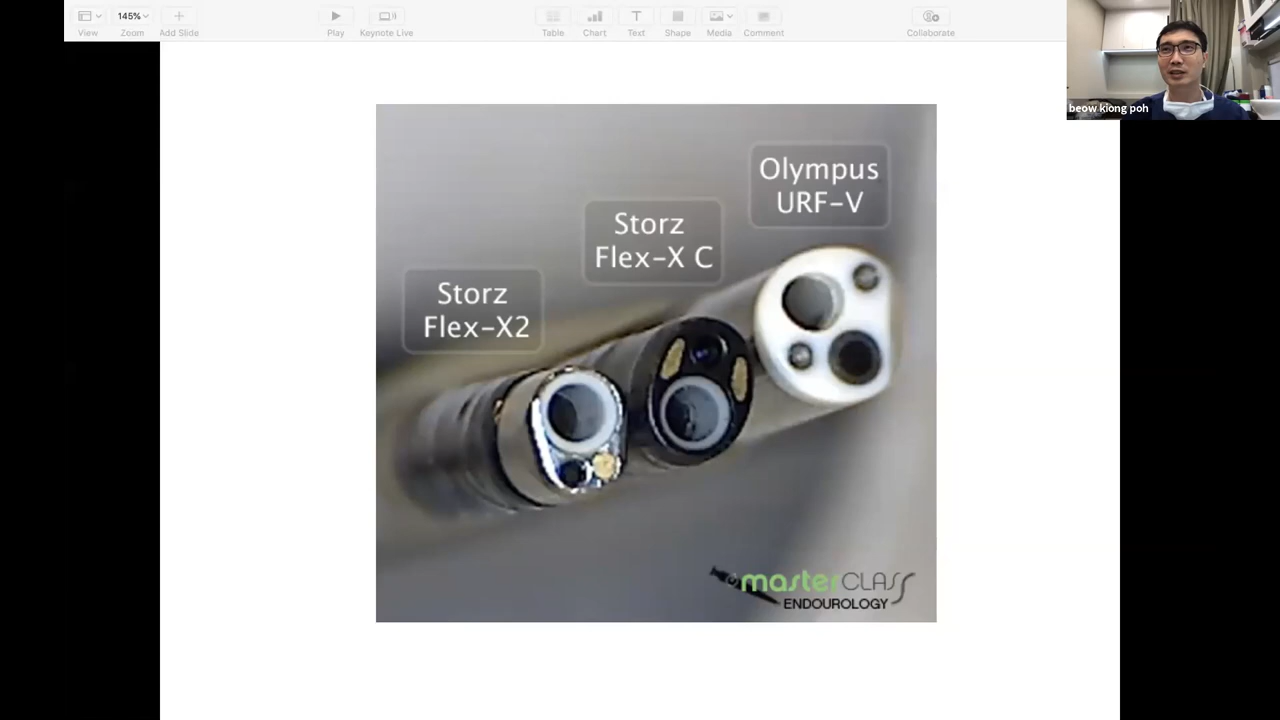 View
145%
Zoom
Add Slide
Play
Keynote Live
Table
Chart
Text
Shape
Media
Comment
Collaborate
beow kiong poh
Olympus
URF-V
Storz
Flex-X C
Storz
Flex-X2
masterCLASS
ENDOUROLOGY